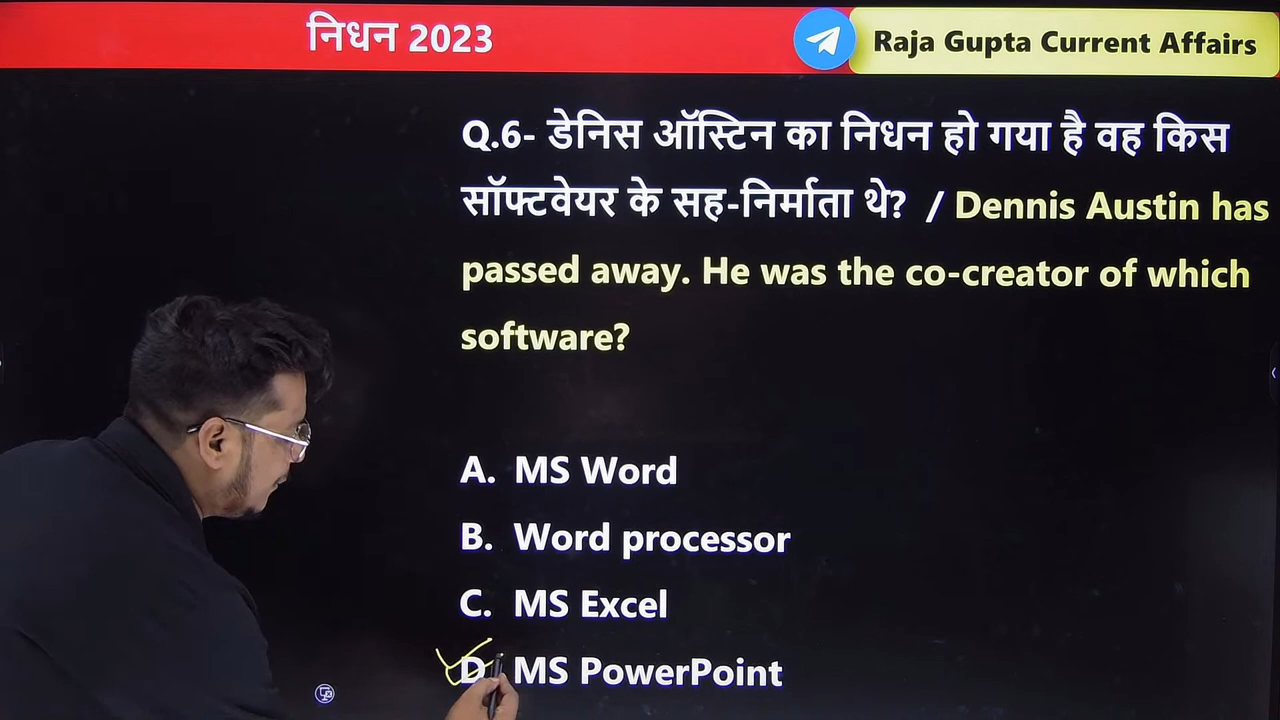 निधन 2023
Raja Gupta Current Affairs
Q.6- डेनिस ऑस्टिन का निधन हो गया है वह किस
सॉफ्टवेयर के सह-निर्माता थे? / Dennis Austin has
passed away. He was the co-creator of which
software?
A. MS Word
B. Word processor
C. MS Excel
D. MS PowerPoint